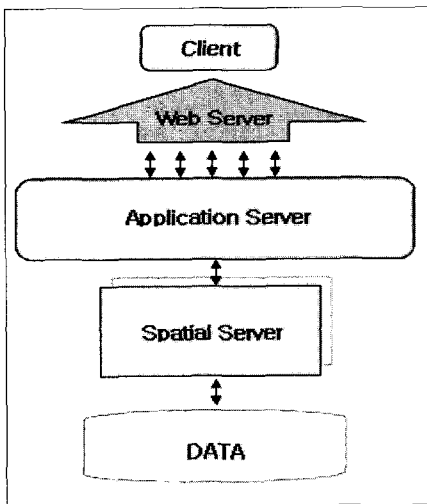 Client
Web Server
Application Server
Spatial Server
DATA